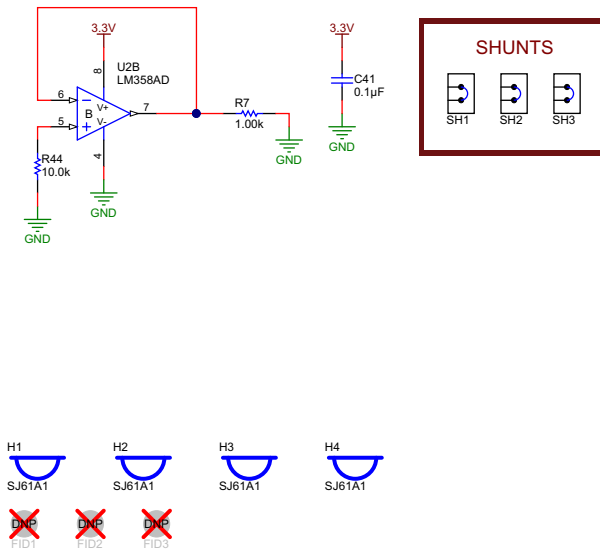 3.3V
3.3V
SHUNTS
U2B
LM358AD
8
6
V+
7
B
5
V-
4
R7
1.00k
C41
0.1µF
SH1
SH2
SH3
GND
GND
R44
10.0k
GND
GND
H1
H2
H3
H4
SJ61A1
SJ61A1
SJ61A1
SJ61A1
DNP
DNP
DNP
FID1
FID2
FID3